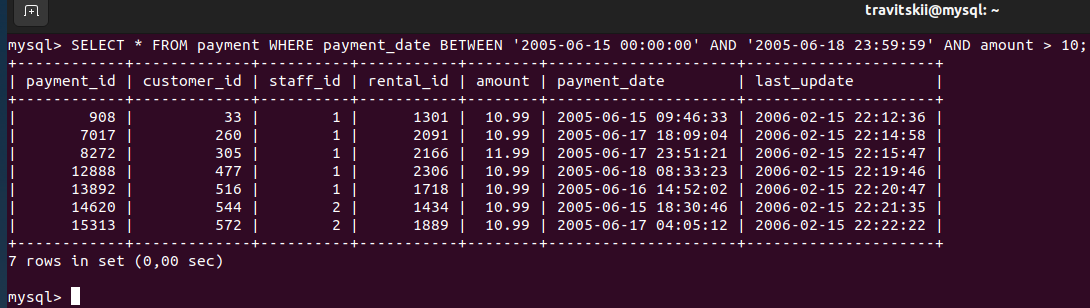 travitskii@mysql: ~
mysql> SELECT * FROM payment WHERE payment_date BETWEEN '2005-06-15 00:00:00' AND '2005-06-18 23:59:59' AND amount > 10;
+------------+-------------+----------+-----------+--------+---------------------+---------------------+
| payment_id | customer_id | staff_id | rental_id | amount | payment_date        | last_update         |
+------------+-------------+----------+-----------+--------+---------------------+---------------------+
|        908 |          33 |        1 |      1301 |  10.99 | 2005-06-15 09:46:33 | 2006-02-15 22:12:36 |
|       7017 |         260 |        1 |      2091 |  10.99 | 2005-06-17 18:09:04 | 2006-02-15 22:14:58 |
|       8272 |         305 |        1 |      2166 |  11.99 | 2005-06-17 23:51:21 | 2006-02-15 22:15:47 |
|      12888 |         477 |        1 |      2306 |  10.99 | 2005-06-18 08:33:23 | 2006-02-15 22:19:46 |
|      13892 |         516 |        1 |      1718 |  10.99 | 2005-06-16 14:52:02 | 2006-02-15 22:20:47 |
|      14620 |         544 |        2 |      1434 |  10.99 | 2005-06-15 18:30:46 | 2006-02-15 22:21:35 |
|      15313 |         572 |        2 |      1889 |  10.99 | 2005-06-17 04:05:12 | 2006-02-15 22:22:22 |
+------------+-------------+----------+-----------+--------+---------------------+---------------------+
7 rows in set (0,00 sec)
mysql>